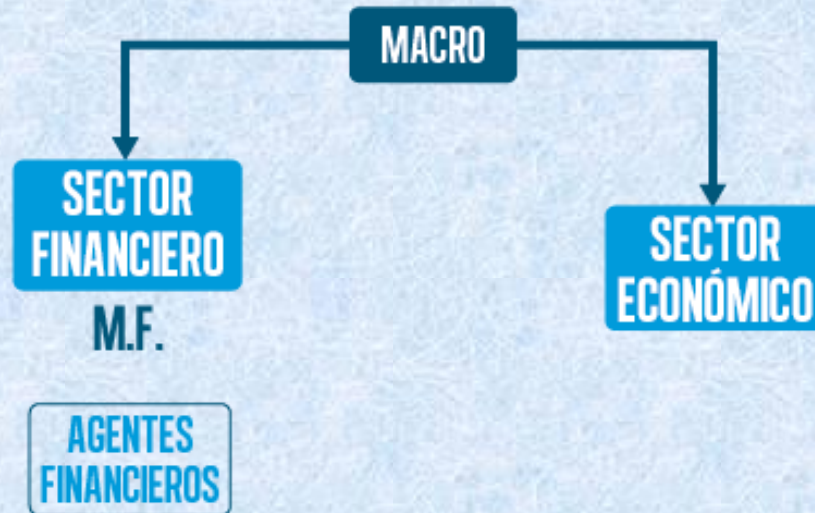 MACRO
SECTOR
FINANCIERO
M.F.
AGENTES
FINANCIEROS
SECTOR
ECONÓMICO